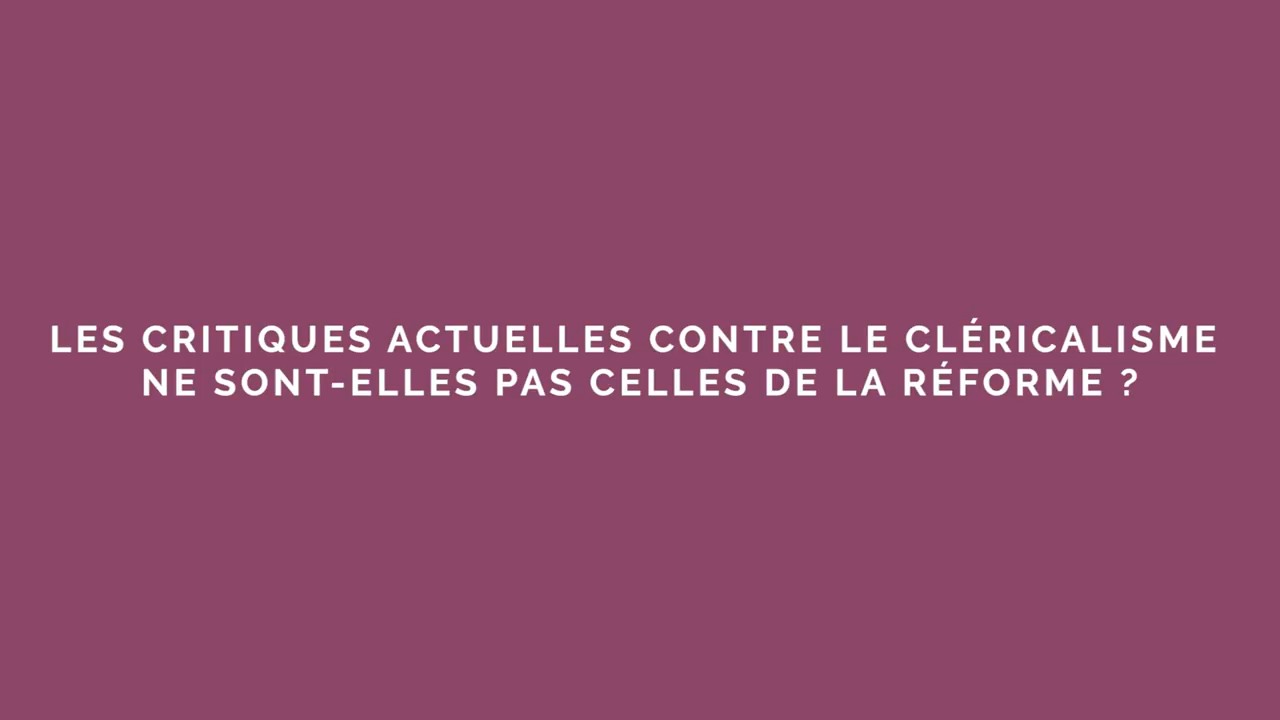 LES CRITIQUES ACTUELLES CONTRE LE CLÉRICALISME
NE SONT-ELLES PAS CELLES DE LA RÉFORME ?